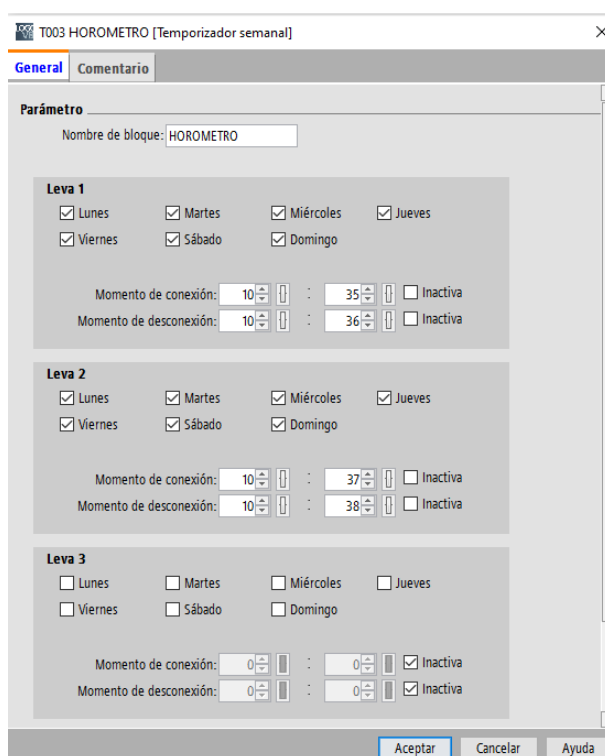 T003 HOROMETRO [Temporizador semanal]
General Comentario
Parámetro
Nombre de bloque: HOROMETRO
Leva 1
Lunes Martes Miércoles Jueves
Viernes Sábado Domingo
Momento de conexión: 10 : 35 Inactiva
Momento de desconexión: 10 : 36 Inactiva
Leva 2
Lunes Martes Miércoles Jueves
Viernes Sábado Domingo
Momento de conexión: 10 : 37 Inactiva
Momento de desconexión: 10 : 38 Inactiva
Leva 3
Lunes Martes Miércoles Jueves
Viernes Sábado Domingo
Momento de conexión: 0 : 0 Inactiva
Momento de desconexión: 0 : 0 Inactiva
Aceptar Cancelar Ayuda